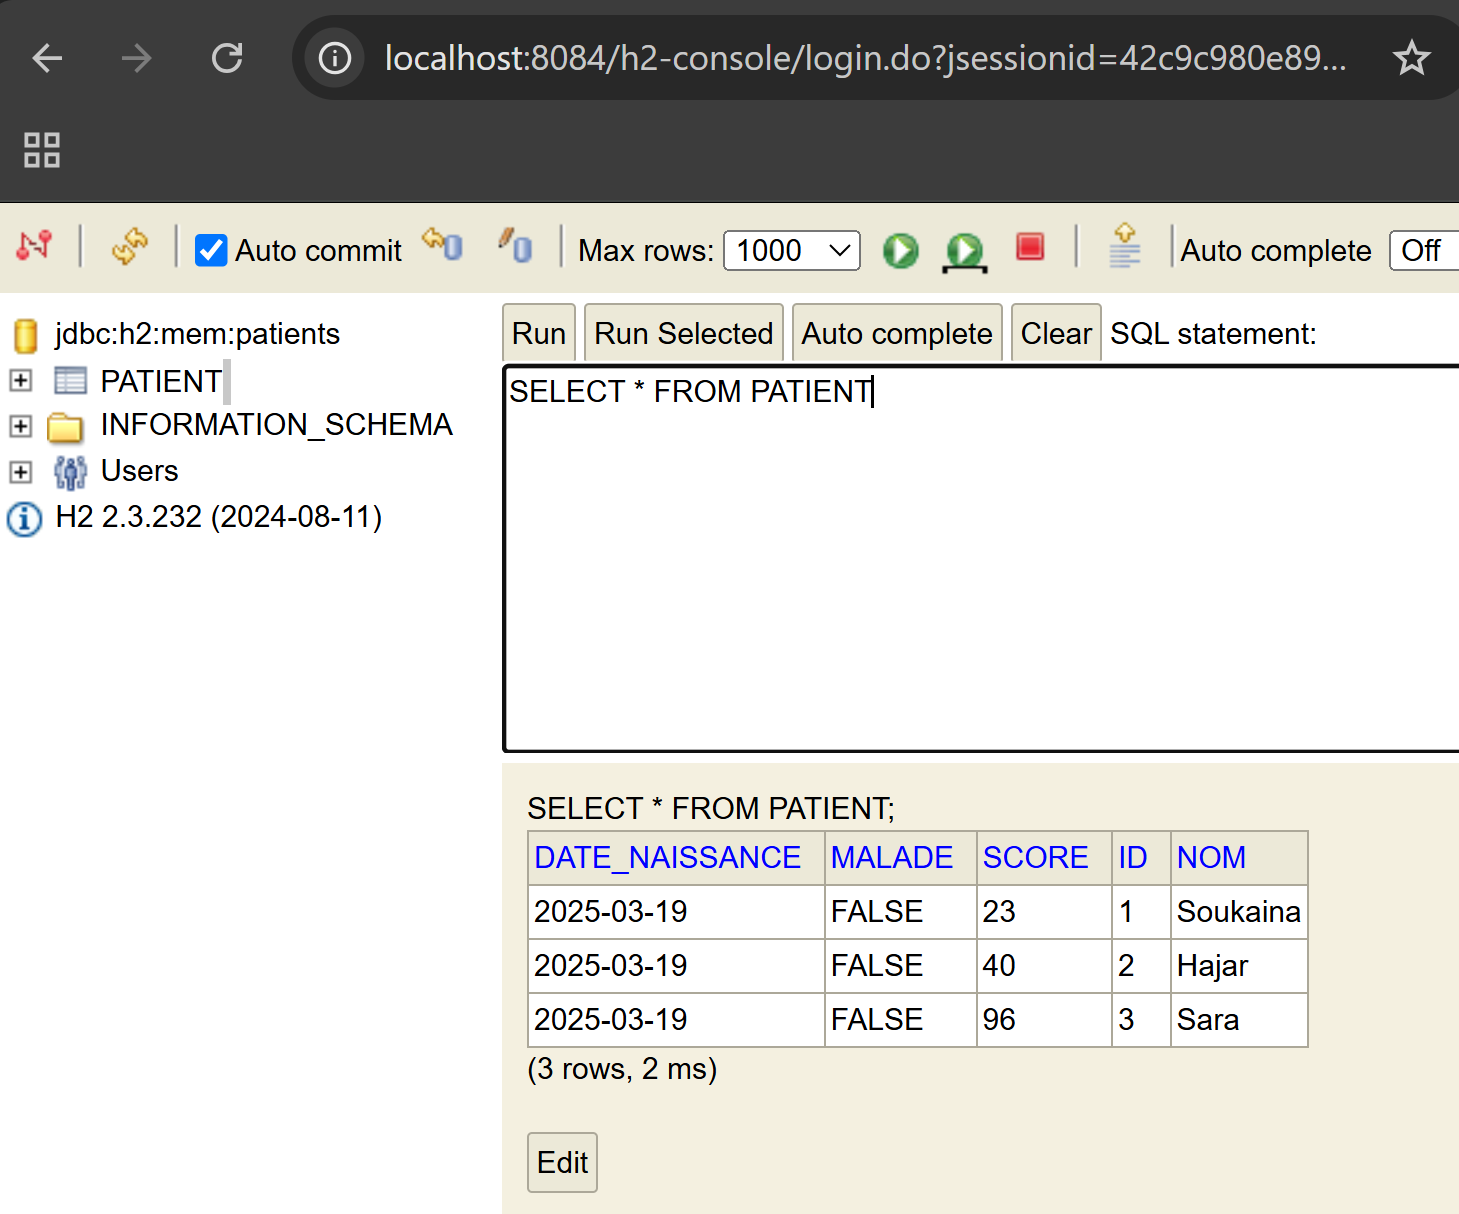 localhost:8084/h2-console/login.do?jsessionid=42c9c980e89...
Auto commit Max rows: 1000 Auto complete Off
jdbc:h2:mem:patients
PATIENT
INFORMATION_SCHEMA
Users
H2 2.3.232 (2024-08-11)
Run Run Selected Auto complete Clear SQL statement:
SELECT * FROM PATIENT
SELECT * FROM PATIENT;
DATE_NAISSANCE MALADE SCORE ID NOM
2025-03-19 FALSE 23 1 Soukaina
2025-03-19 FALSE 40 2 Hajar
2025-03-19 FALSE 96 3 Sara
(3 rows, 2 ms)
Edit